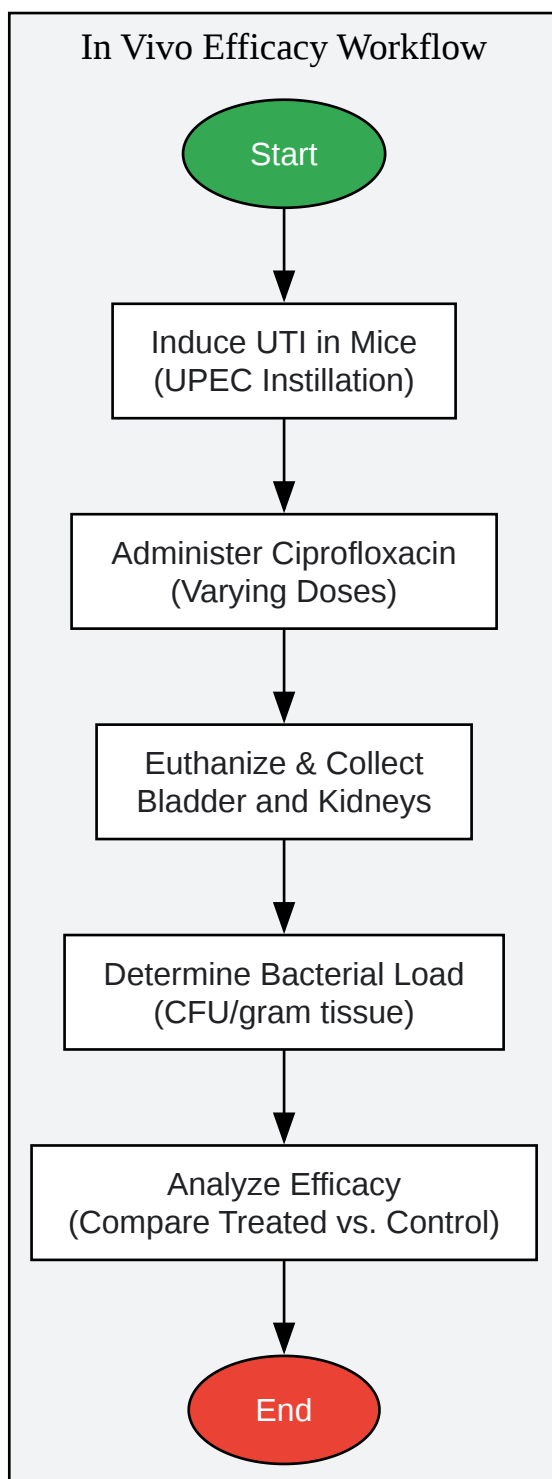 In Vivo Efficacy Workflow
Start
Induce UTI in Mice
(UPEC Instillation)
Administer Ciprofloxacin
(Varying Doses)
Euthanize & Collect
Bladder and Kidneys
Determine Bacterial Load
(CFU/gram tissue)
Analyze Efficacy
(Compare Treated vs. Control)
End